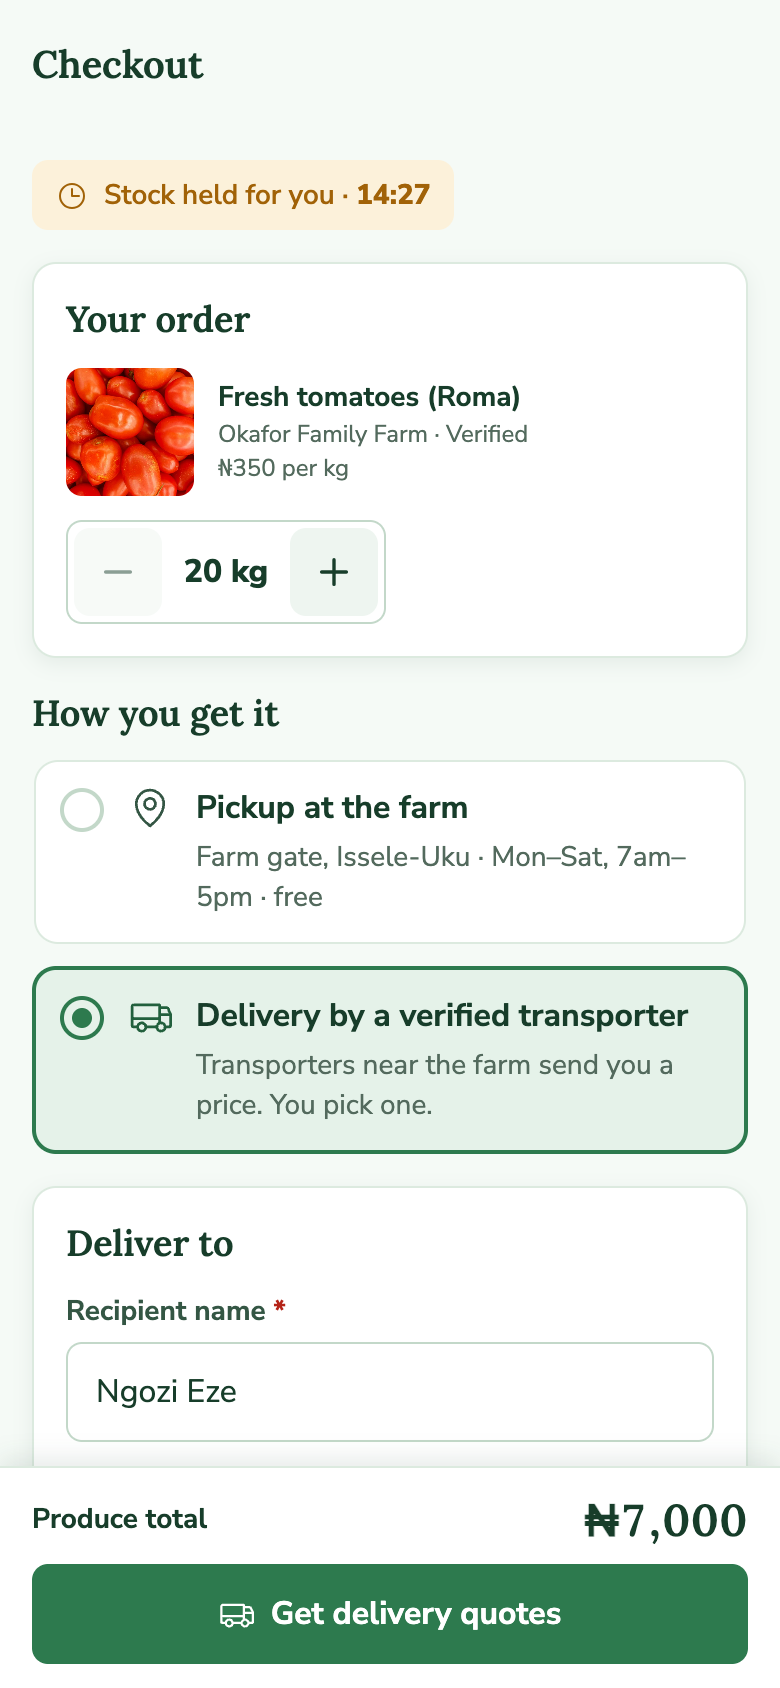 Checkout
Stock held for you · 14:27
Your order
Fresh tomatoes (Roma)
Okafor Family Farm · Verified
₦350 per kg
20 kg
How you get it
Pickup at the farm
Farm gate, Issele-Uku · Mon–Sat, 7am–
5pm · free
Delivery by a verified transporter
Transporters near the farm send you a
price. You pick one.
Deliver to
Recipient name *
Ngozi Eze
Produce total
₦7,000
Get delivery quotes